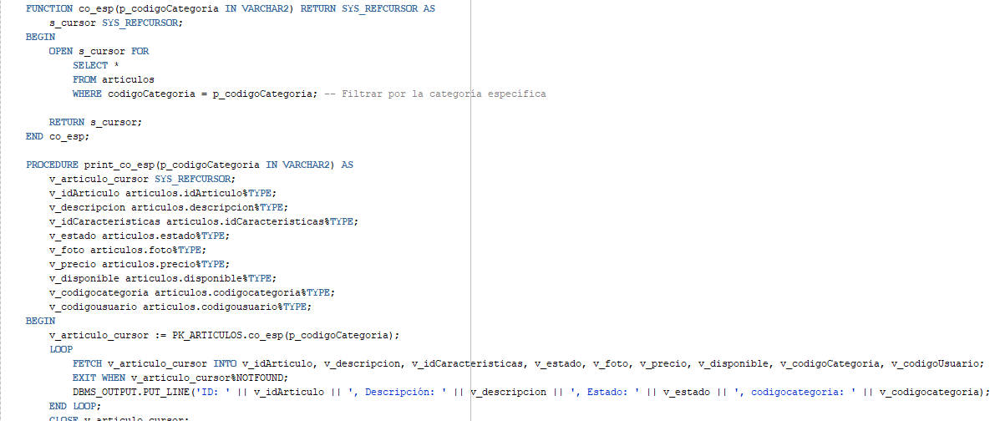 FUNCTION co_esp(p_codigoCategoria IN VARCHAR2) RETURN SYS_REFCURSOR AS
    s_cursor SYS_REFCURSOR;
BEGIN
    OPEN s_cursor FOR
        SELECT *
        FROM articulos
        WHERE codigoCategoria = p_codigoCategoria; -- Filtrar por la categoría específica

    RETURN s_cursor;
END co_esp;

PROCEDURE print_co_esp(p_codigoCategoria IN VARCHAR2) AS
    v_articulo_cursor SYS_REFCURSOR;
    v_idArticulo articulos.idArticulo%TYPE;
    v_descripcion articulos.descripcion%TYPE;
    v_idCaracteristicas articulos.idCaracteristicas%TYPE;
    v_estado articulos.estado%TYPE;
    v_foto articulos.foto%TYPE;
    v_precio articulos.precio%TYPE;
    v_disponible articulos.disponible%TYPE;
    v_codigocategoria articulos.codigocategoria%TYPE;
    v_codigousuario articulos.codigousuario%TYPE;
BEGIN
    v_articulo_cursor := PK_ARTICULOS.co_esp(p_codigoCategoria);
    LOOP
        FETCH v_articulo_cursor INTO v_idArticulo, v_descripcion, v_idCaracteristicas, v_estado, v_foto, v_precio, v_disponible, v_codigoCategoria, v_codigoUsuario;
        EXIT WHEN v_articulo_cursor%NOTFOUND;
        DBMS_OUTPUT.PUT_LINE('ID: ' || v_idArticulo || ', Descripción: ' || v_descripcion || ', Estado: ' || v_estado || ', codigocategoria: ' || v_codigocategoria);
    END LOOP;
    CLOSE v_articulo_cursor;